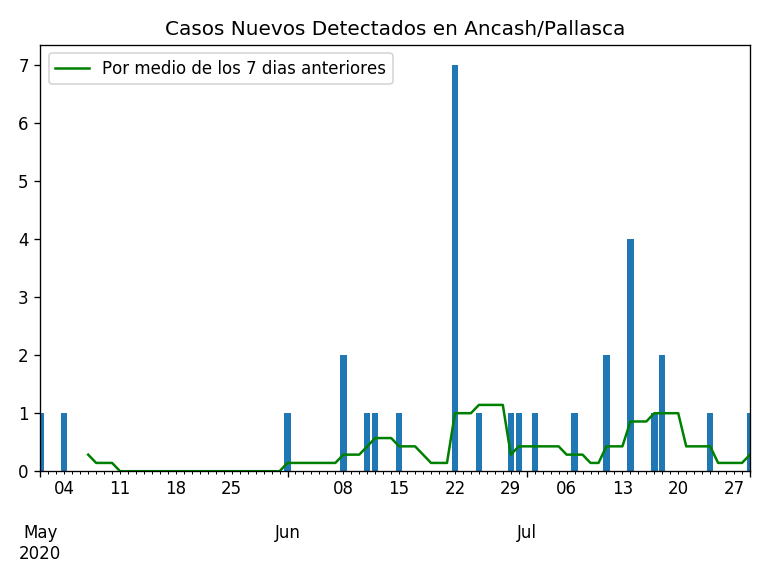 Casos Nuevos Detectados en Ancash/Pallasca
Por medio de los 7 dias anteriores
7
6
5
4
3
2
1
0
04 11 18 25 08 15 22 29 06 13 20 27
May Jun Jul
2020